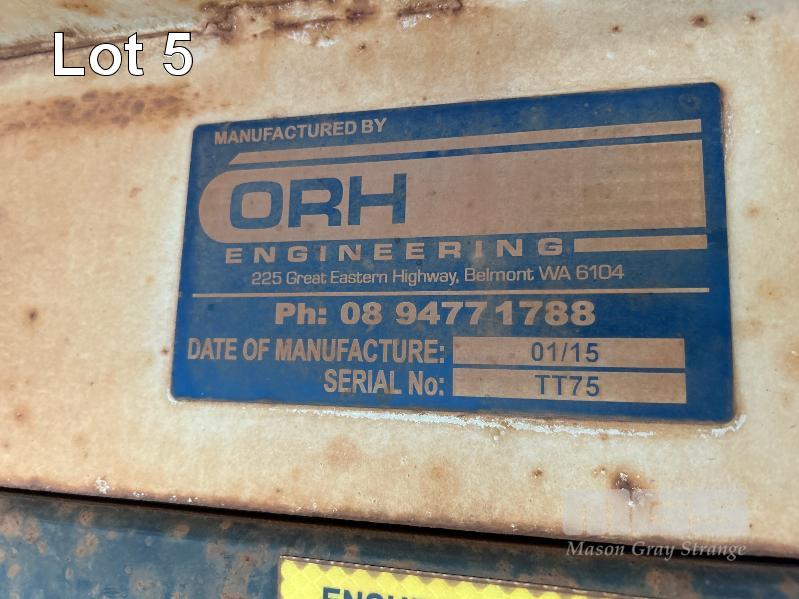 Lot 5
MANUFACTURED BY
ORH
ENGINEERING
225 Great Eastern Highway, Belmont WA 6104
Ph: 08 9477 1788
DATE OF MANUFACTURE: 01/15
SERIAL No: TT75
Mason Gray Strange